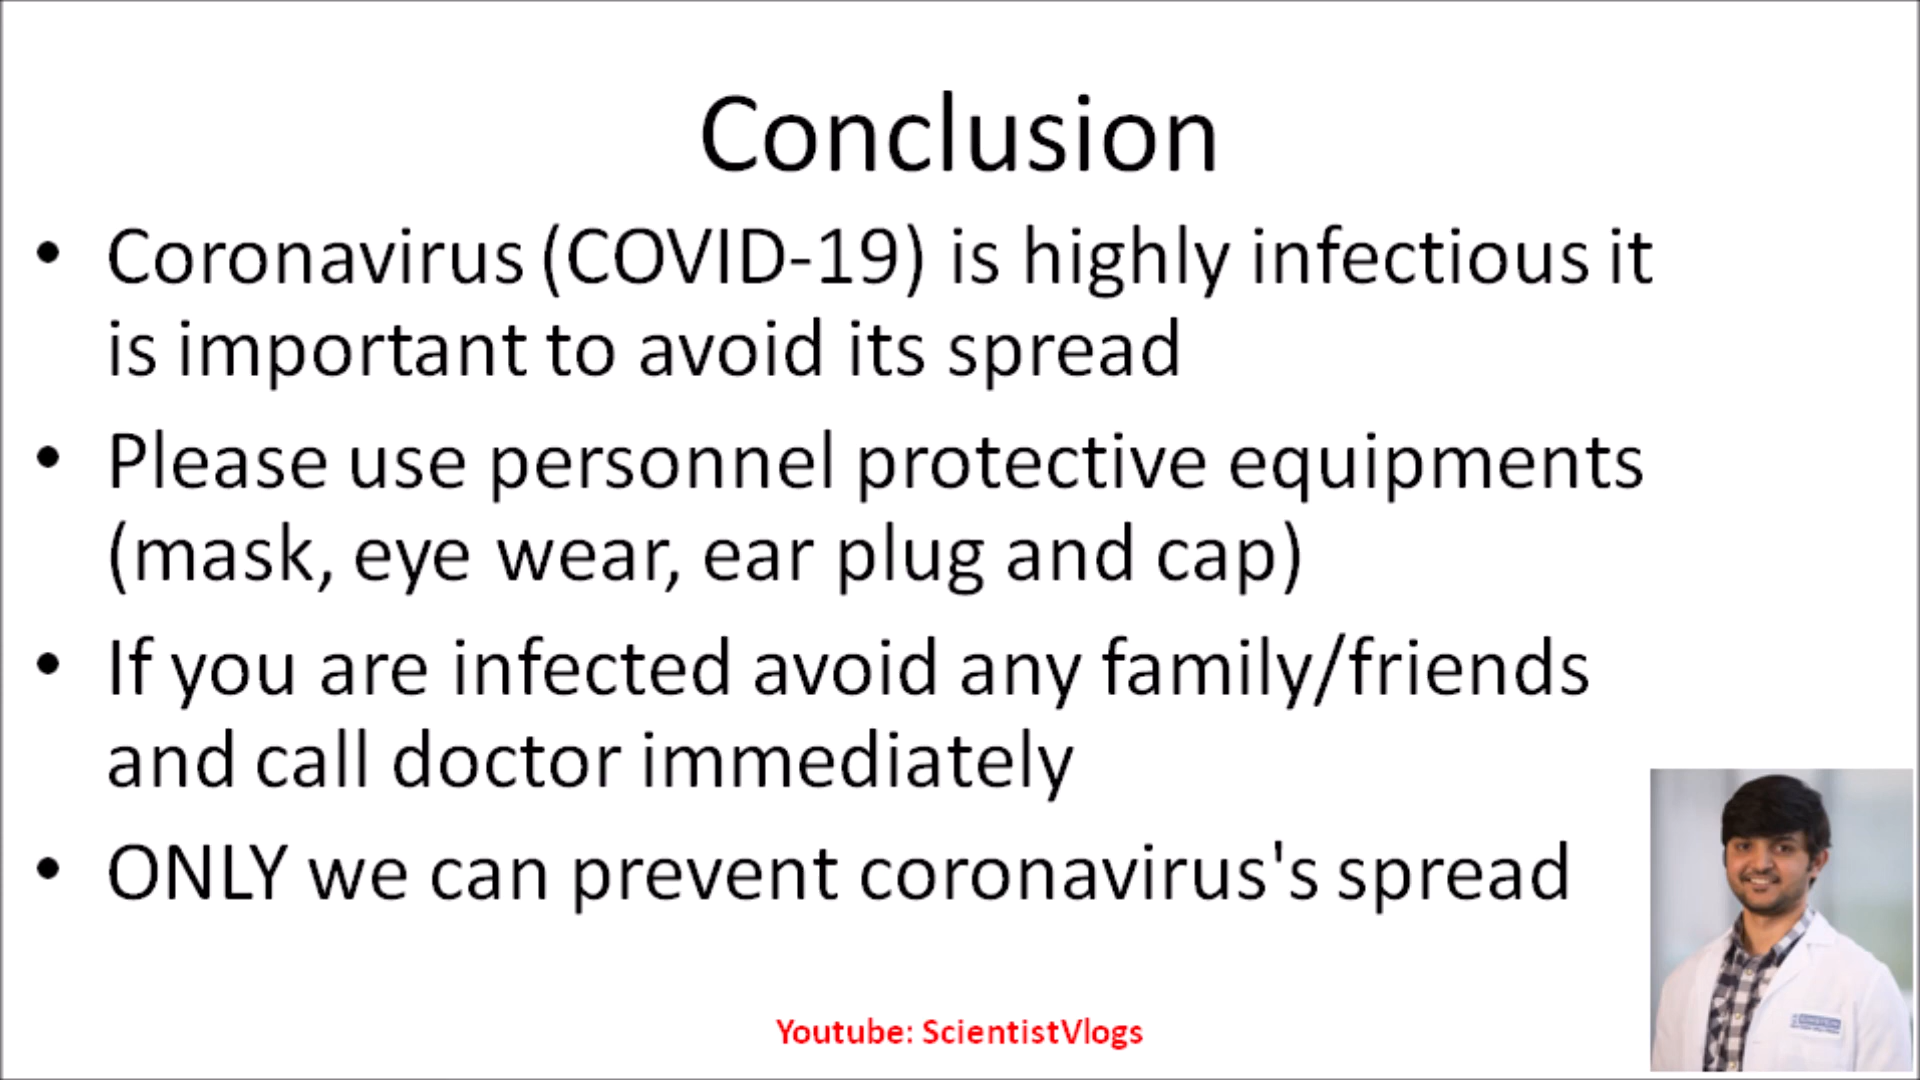 Conclusion
• Coronavirus (COVID-19) is highly infectious it
is important to avoid its spread
• Please use personnel protective equipments
(mask, eye wear, ear plug and cap)
• If you are infected avoid any family/friends
and call doctor immediately
• ONLY we can prevent coronavirus's spread
Youtube: ScientistVlogs